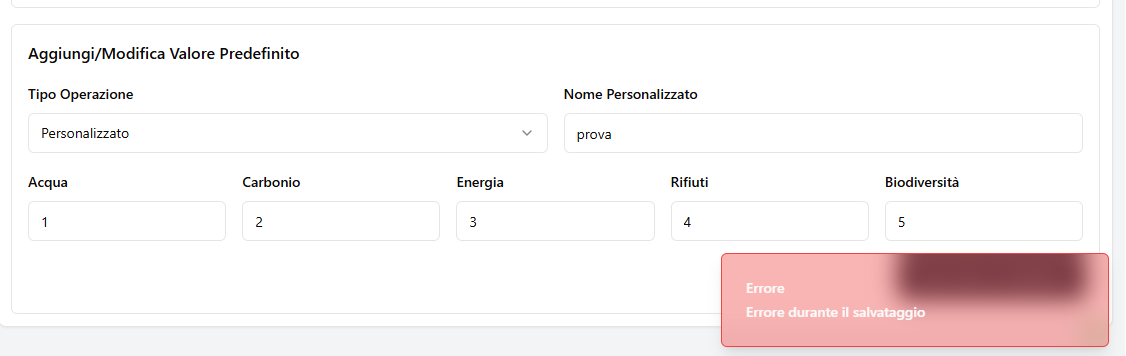 Aggiungi/Modifica Valore Predefinito
Tipo Operazione
Nome Personalizzato
Personalizzato
prova
Acqua
Carbonio
Energia
Rifiuti
Biodiversità
1
2
3
4
5
Errore
Errore durante il salvataggio